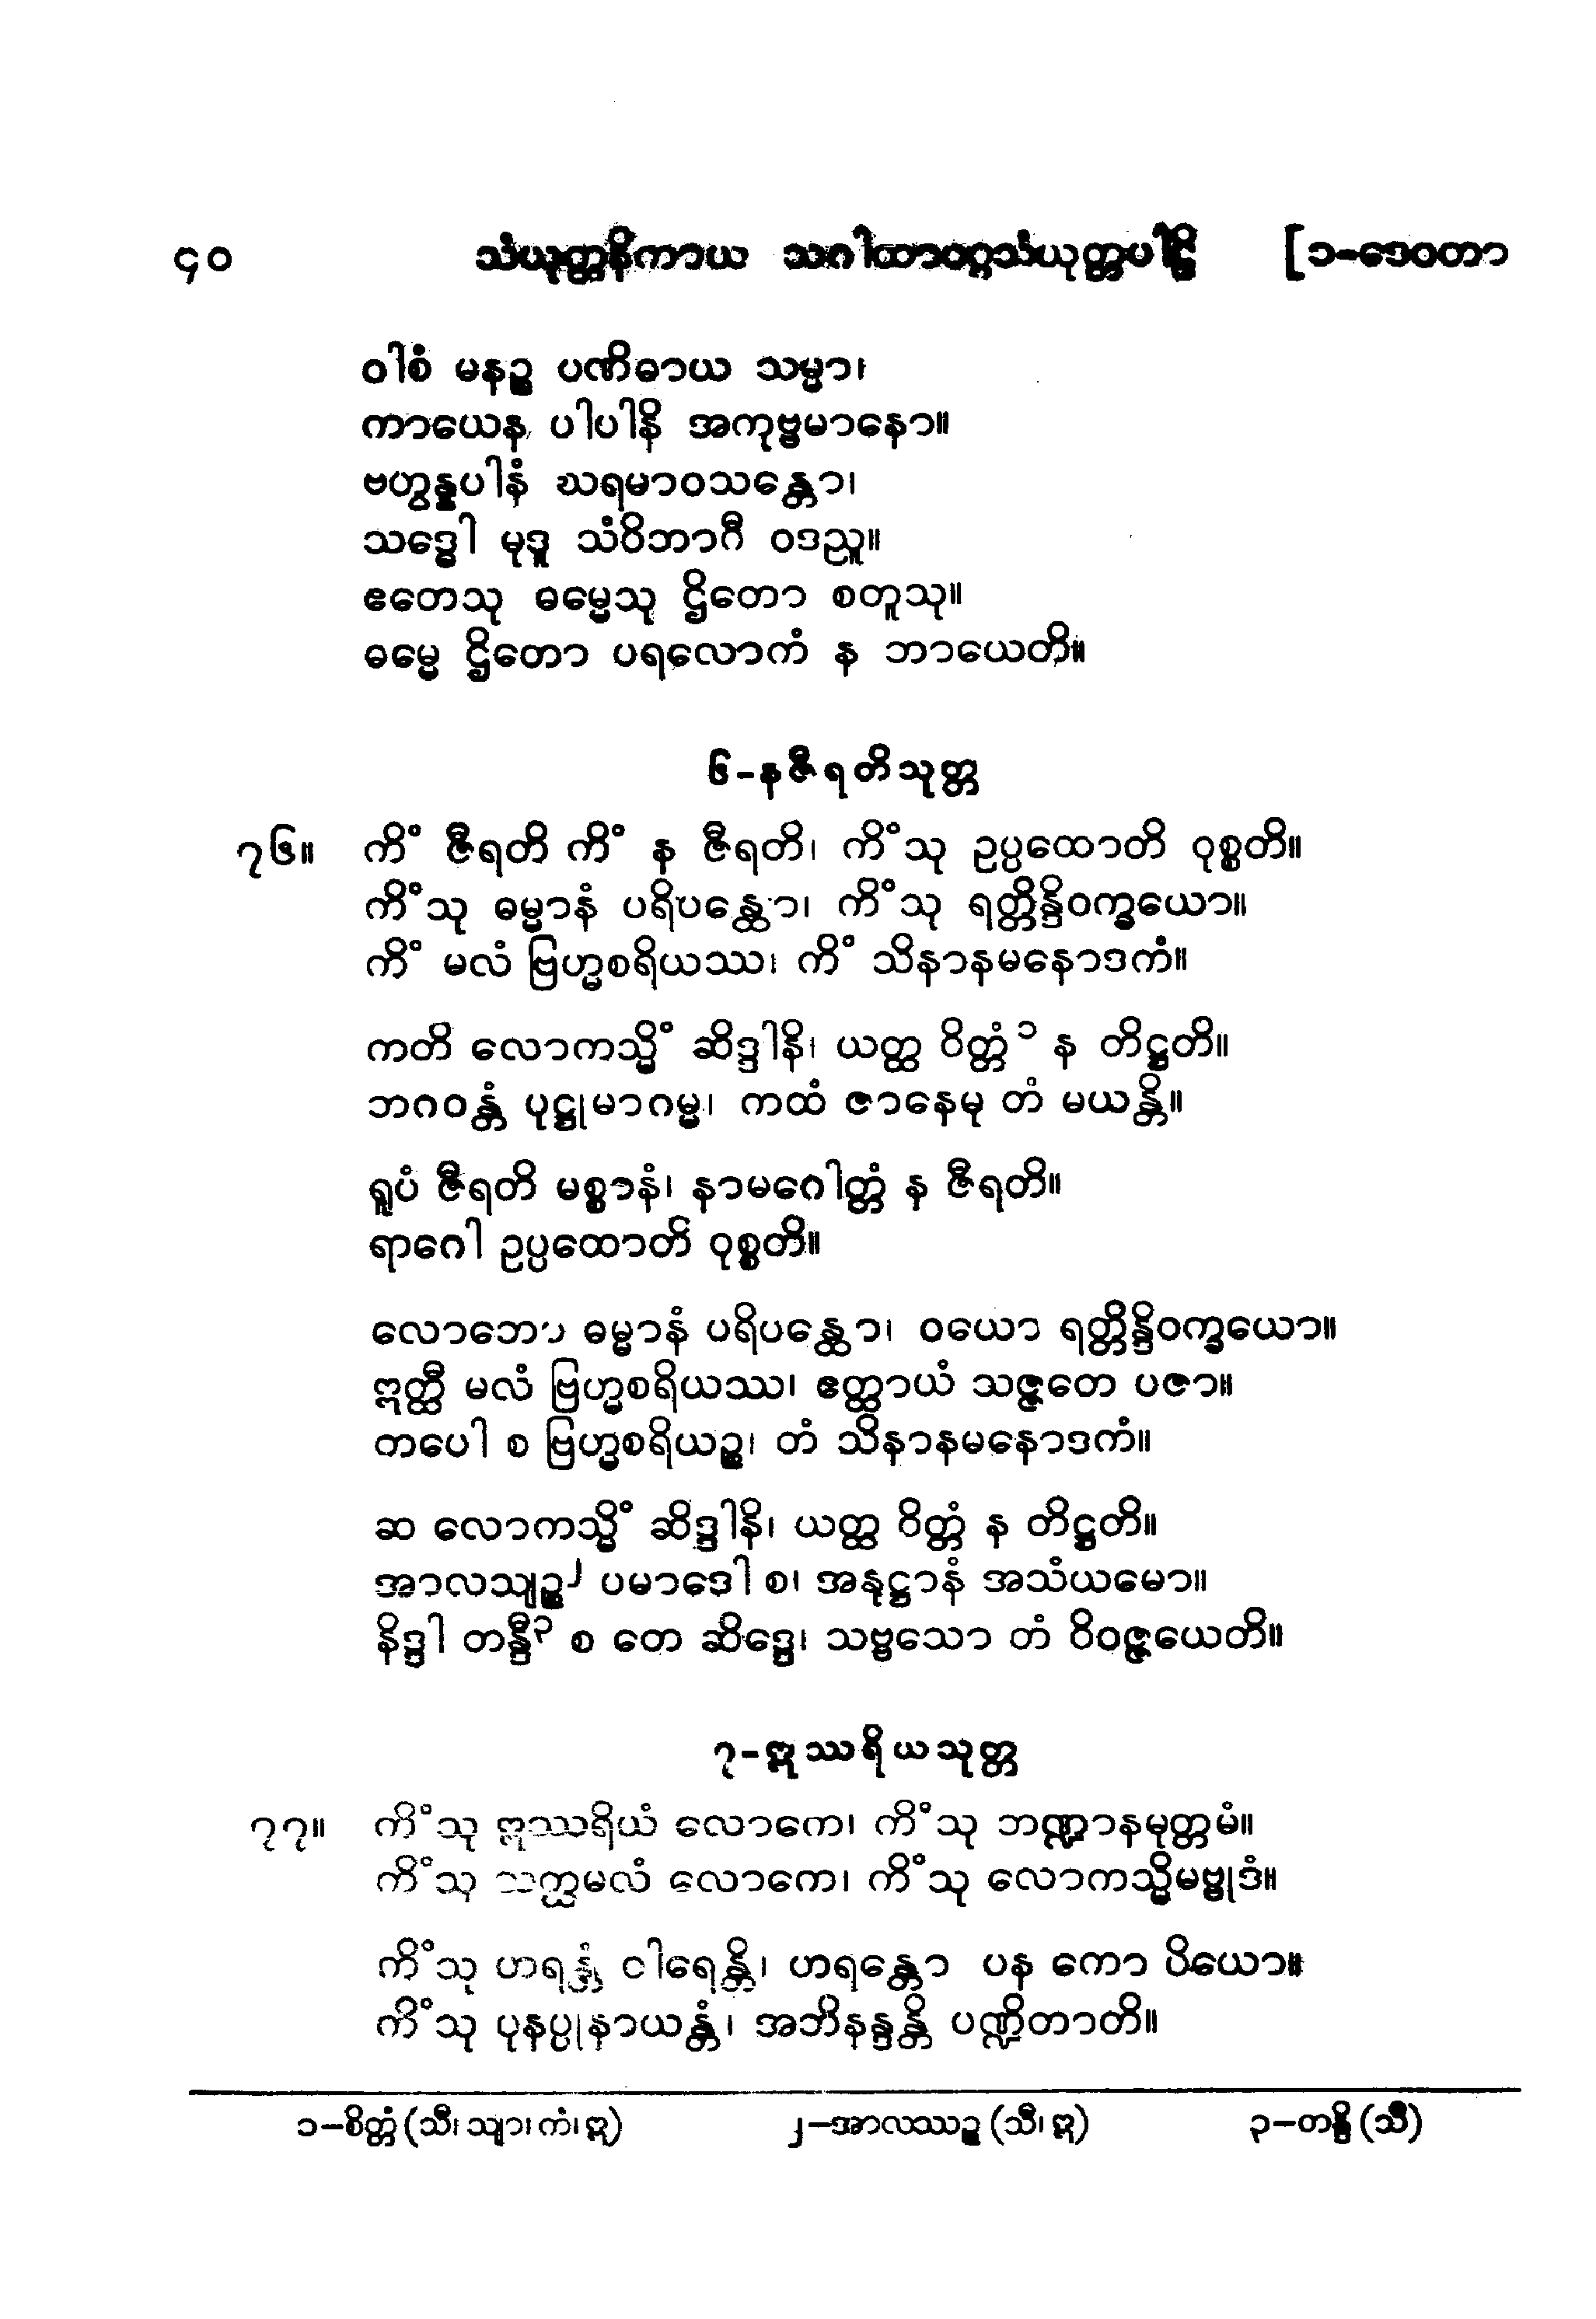 ၄၀ သံယုတ္တနိကာယ သဂါထာဝဂ္ဂသံယုတ္တပါဠိ [၁-ဒေဝတာ
ဝါစံ မနဉ္စ ပဏိဓာယ သမ္မာ၊
ကာယေန ပါပါနိ အကုဗ္ဗမာနော။
ဗဟွန္နပါနံ ဃရမာဝသန္တော၊
သဒ္ဓေါ မုဒူ သံဝိဘာဂီ ဝဒညူ။
ဧတေသု ဓမ္မေသု ဌိတော စတူသု။
ဓမ္မေ ဌိတော ပရလောကံ န ဘာယေတိ။
၆-နဇီရတိသုတ္တ
၇၆။ ကိံ ဇီရတိ ကိံ န ဇီရတိ၊ ကိံသု ဥပ္ပထောတိ ဝုစ္စတိ။
ကိံသု ဓမ္မာနံ ပရိပန္ထော၊ ကိံသု ရတ္တိန္ဒိဝက္ခယော။
ကိံ မလံ ဗြဟ္မစရိယဿ၊ ကိံ သိနာနမနောဒကံ။
ကတိ လောကသ္မိံ ဆိဒ္ဒါနိ၊ ယတ္ထ ဝိတ္တံ၁ န တိဋ္ဌတိ။
ဘဂဝန္တံ ပုဋ္ဌုမာဂမ္မ၊ ကထံ ဇာနေမု တံ မယန္တိ။
ရူပံ ဇီရတိ မစ္စာနံ၊ နာမဂေါတ္တံ န ဇီရတိ။
ရာဂေါ ဥပ္ပထောတိ ဝုစ္စတိ။
လောဘော ဓမ္မာနံ ပရိပန္ထော၊ ဝယော ရတ္တိန္ဒိဝက္ခယော။
ဣတ္ထီ မလံ ဗြဟ္မစရိယဿ၊ ဧတ္ထာယံ သဇ္ဇတေ ပဇာ။
တပေါ စ ဗြဟ္မစရိယဉ္စ၊ တံ သိနာနမနောဒကံ။
ဆ လောကသ္မိံ ဆိဒ္ဒါနိ၊ ယတ္ထ ဝိတ္တံ န တိဋ္ဌတိ။
အာလသျဉ္စ၂ ပမာဒေါ စ၊ အနုဋ္ဌာနံ အသံယမော။
နိဒ္ဒါ တန္ဒီ၃ စ တေ ဆိဒ္ဒေ၊ သဗ္ဗသော တံ ဝိဝဇ္ဇယေတိ။
၇-ဣဿရိယသုတ္တ
၇၇။ ကိံသု ဣဿရိယံ လောကေ၊ ကိံသု ဘဏ္ဍာနမုတ္တမံ။
ကိံသု သတ္ထမလံ လောကေ၊ ကိံသု လောကသ္မိမဗ္ဗုဒံ။
ကိံသု ဟရန္တံ ဝါရေန္တိ၊ ဟရန္တော ပန ကော ပိယော။
ကိံသု ပုနပ္ပုနာယန္တံ၊ အဘိနန္ဒန္တိ ပဏ္ဍိတာတိ။
၁-စိတ္တံ (သီ၊ သျာ၊ ကံ၊ ဣ) ၂-အာလဿဉ္စ (သီ၊ ဣ) ၃-တန္ဒိ (သီ)